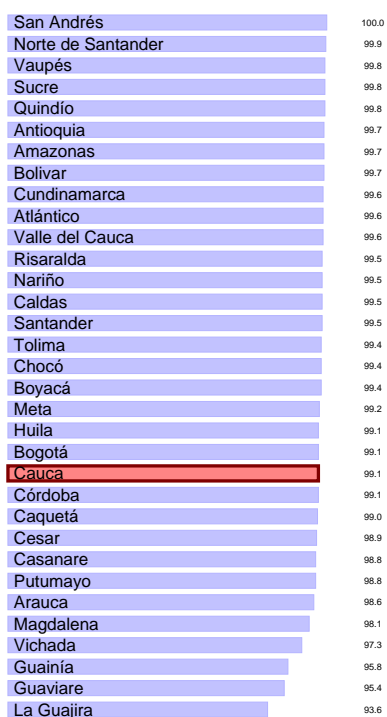 San Andrés 100.0
Norte de Santander 99.9
Vaupés 99.8
Sucre 99.8
Quindío 99.8
Antioquia 99.7
Amazonas 99.7
Bolivar 99.7
Cundinamarca 99.6
Atlántico 99.6
Valle del Cauca 99.6
Risaralda 99.5
Nariño 99.5
Caldas 99.5
Santander 99.5
Tolima 99.4
Chocó 99.4
Boyacá 99.4
Meta 99.2
Huila 99.1
Bogotá 99.1
Cauca 99.1
Córdoba 99.1
Caquetá 99.0
Cesar 98.9
Casanare 98.8
Putumayo 98.8
Arauca 98.6
Magdalena 98.1
Vichada 97.3
Guainía 95.8
Guaviare 95.4
La Guajira 93.6